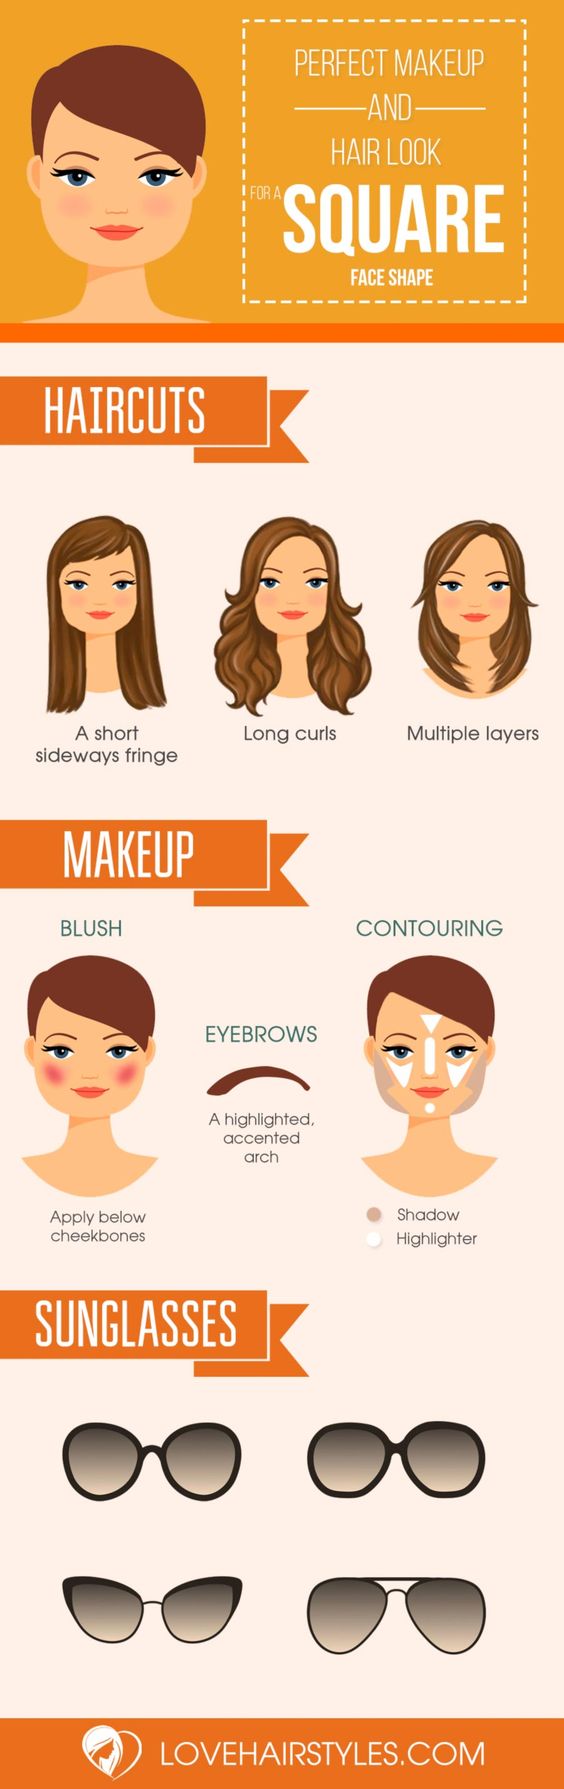 PERFECT MAKEUP
AND
HAIR LOOK
FOR A
SQUARE
FACE SHAPE
HAIRCUTS
A short
sideways fringe
Long curls
Multiple layers
MAKEUP
BLUSH
Apply below
cheekbones
EYEBROWS
A highlighted,
accented
arch
CONTOURING
Shadow
Highlighter
SUNGLASSES
LOVEHAIRSTYLES.COM